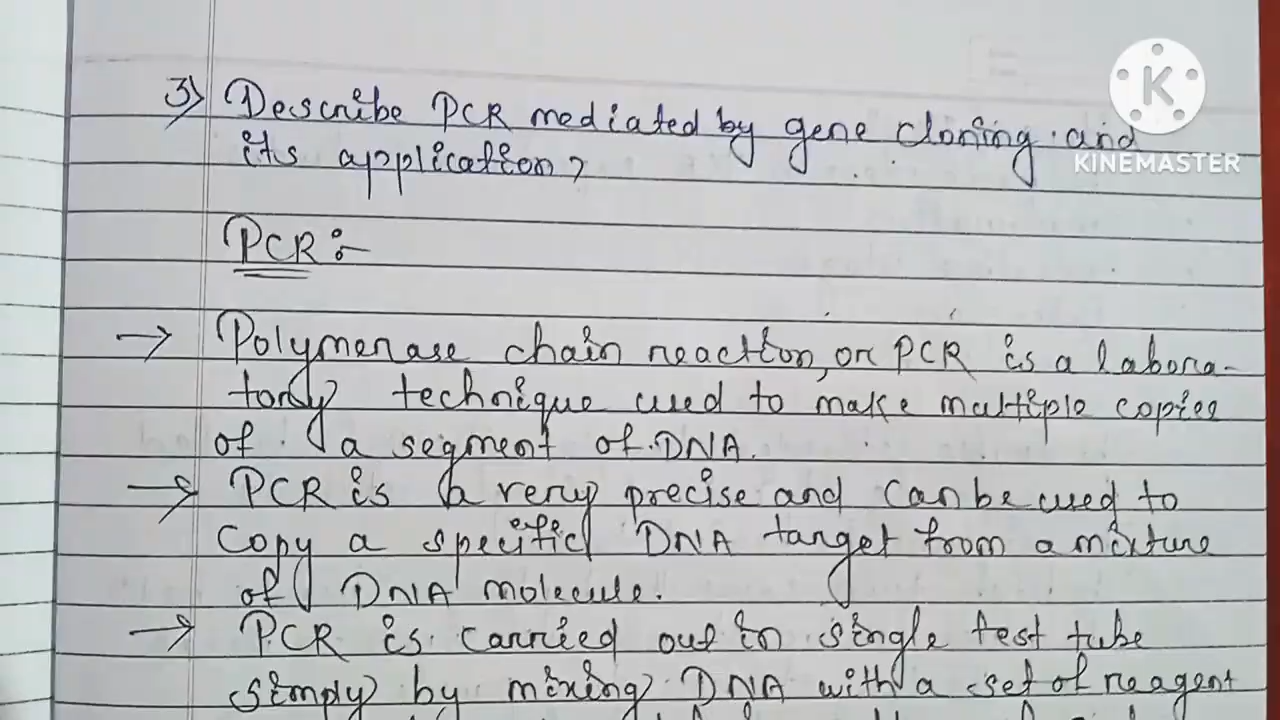 3) Describe PCR mediated by gene cloning and
its application?
K
KINEMASTER
PCR:-
→ Polymerase chain reaction, or PCR is a labora-
tory technique used to make multiple copies
of a segment of DNA.
→ PCR is a very precise and can be used to
copy a specific DNA target from a mixture
of DNA molecule.
→ PCR is carried out in single test tube
simply by mixing DNA with a set of reagent